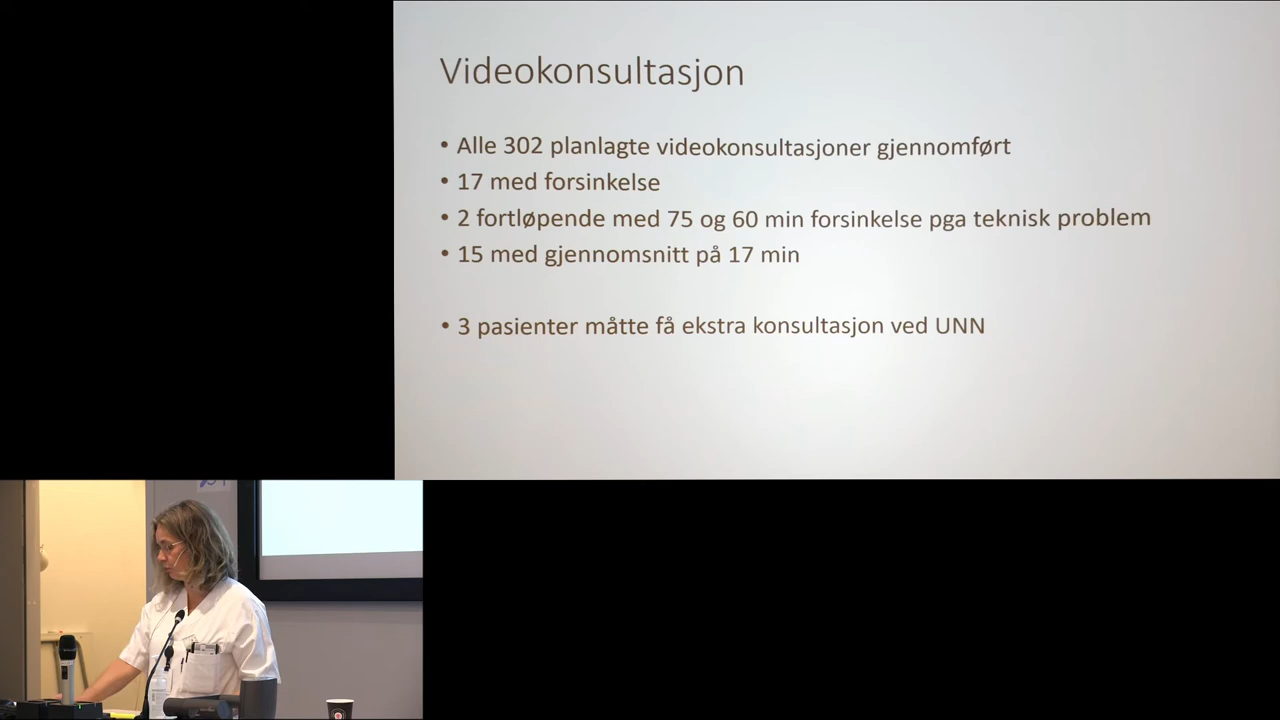 Videokonsultasjon
• Alle 302 planlagte videokonsultasjoner gjennomført
• 17 med forsinkelse
• 2 fortløpende med 75 og 60 min forsinkelse pga teknisk problem
• 15 med gjennomsnitt på 17 min
• 3 pasienter måtte få ekstra konsultasjon ved UNN